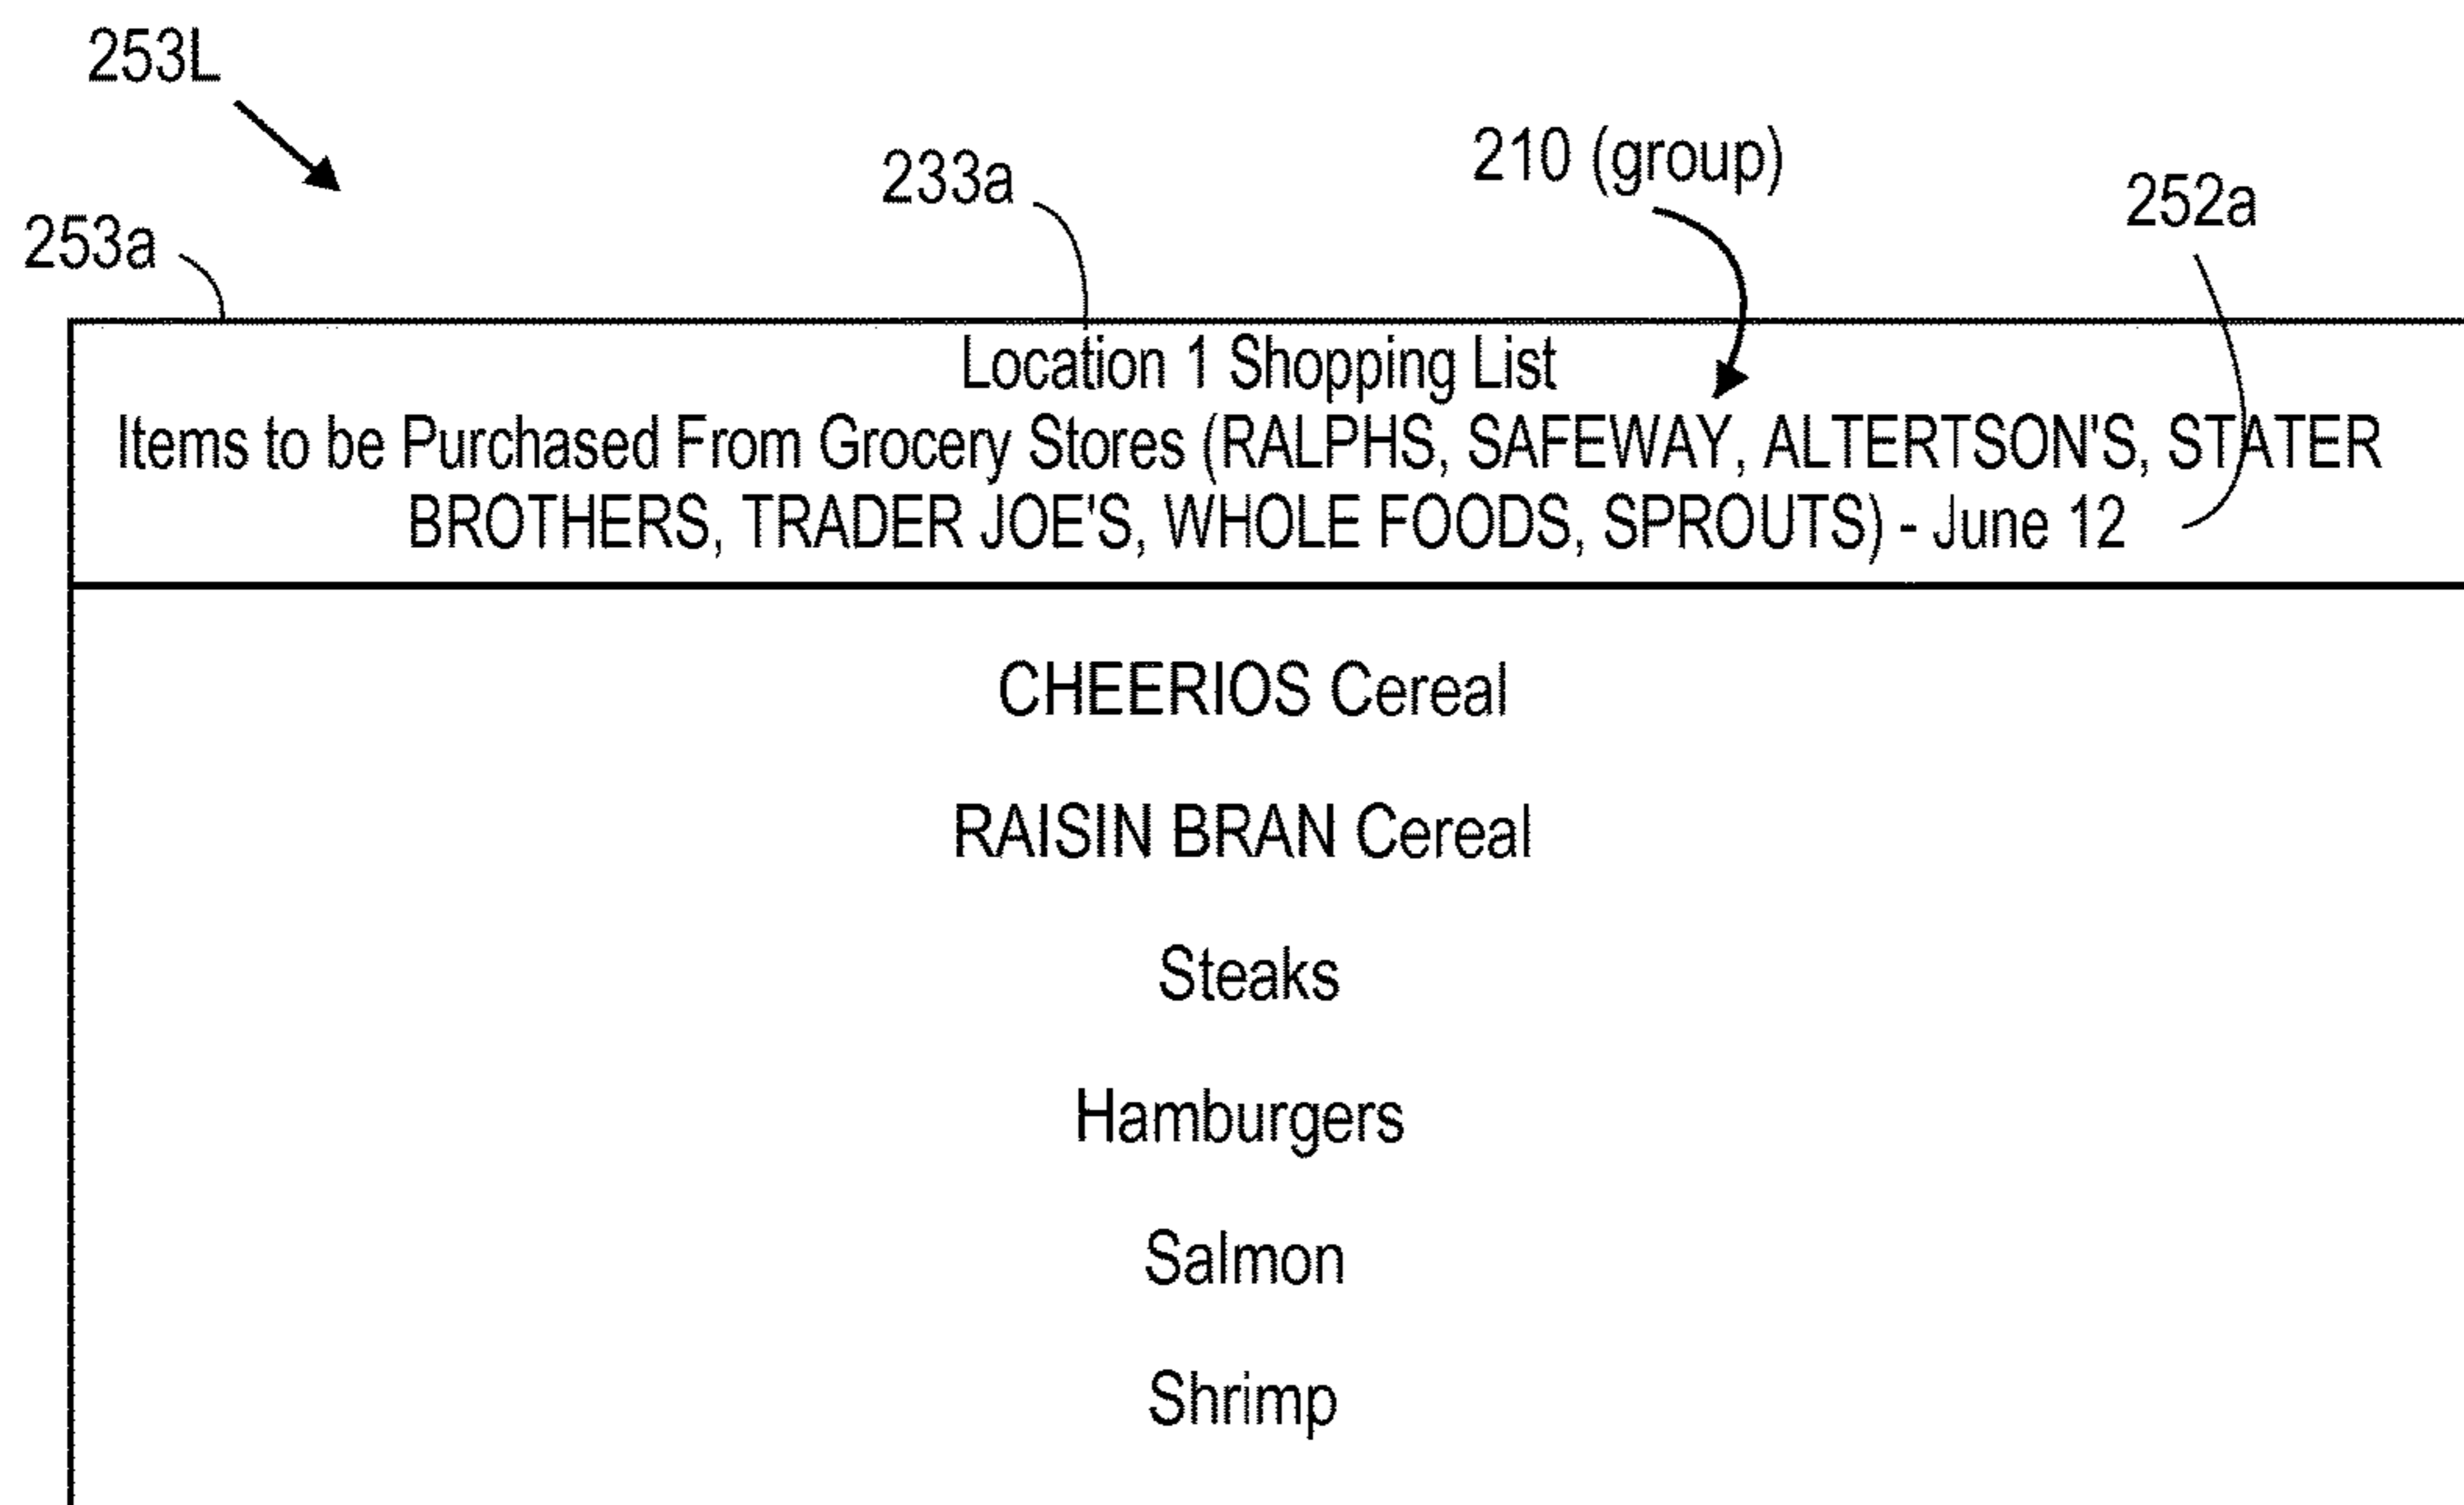 253L
233a
210 (group)
252a
253a
Location 1 Shopping List
Items to be Purchased From Grocery Stores (RALPHS, SAFEWAY, ALTERTSON'S, STATER
BROTHERS, TRADER JOE'S, WHOLE FOODS, SPROUTS) - June 12
CHEERIOS Cereal
RAISIN BRAN Cereal
Steaks
Hamburgers
Salmon
Shrimp